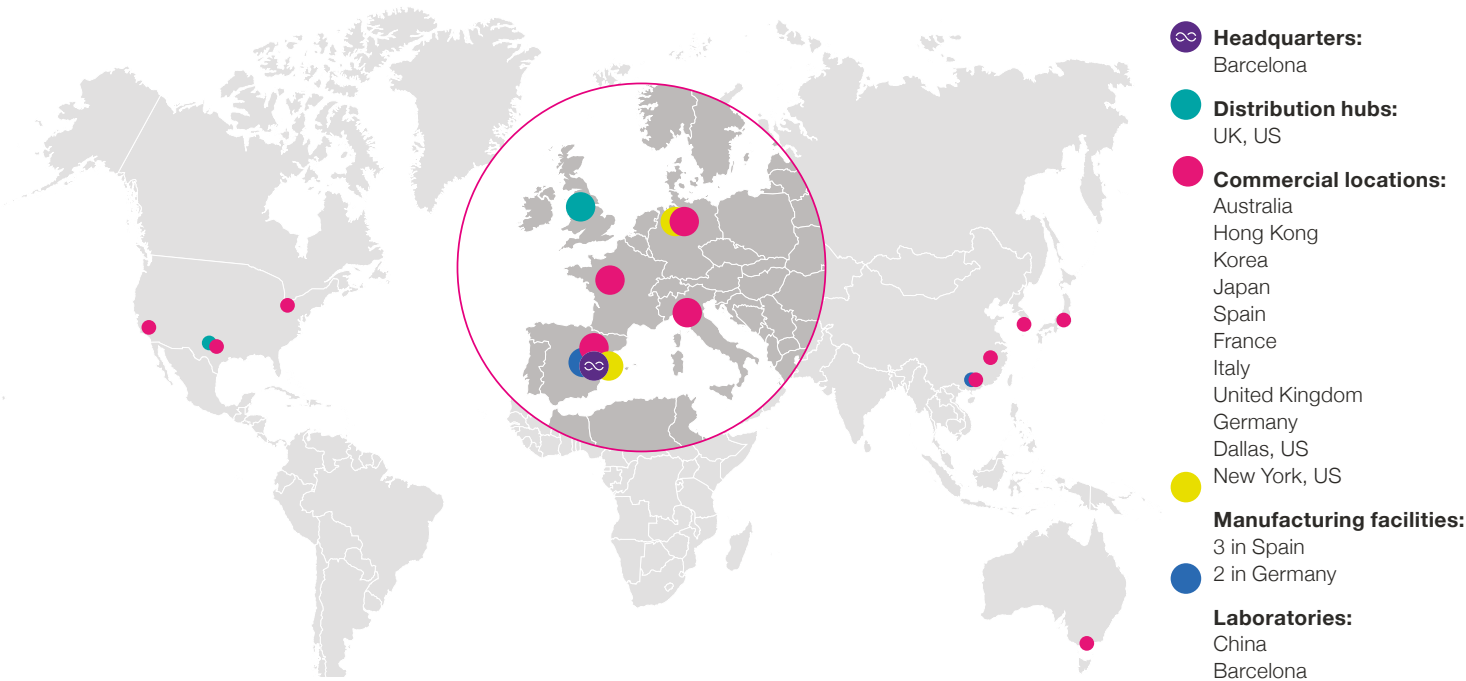 Headquarters:
Barcelona
Distribution hubs:
UK, US
Commercial locations:
Australia
Hong Kong
Korea
Japan
Spain
France
Italy
United Kingdom
Germany
Dallas, US
New York, US
Manufacturing facilities:
3 in Spain
2 in Germany
Laboratories:
China
Barcelona